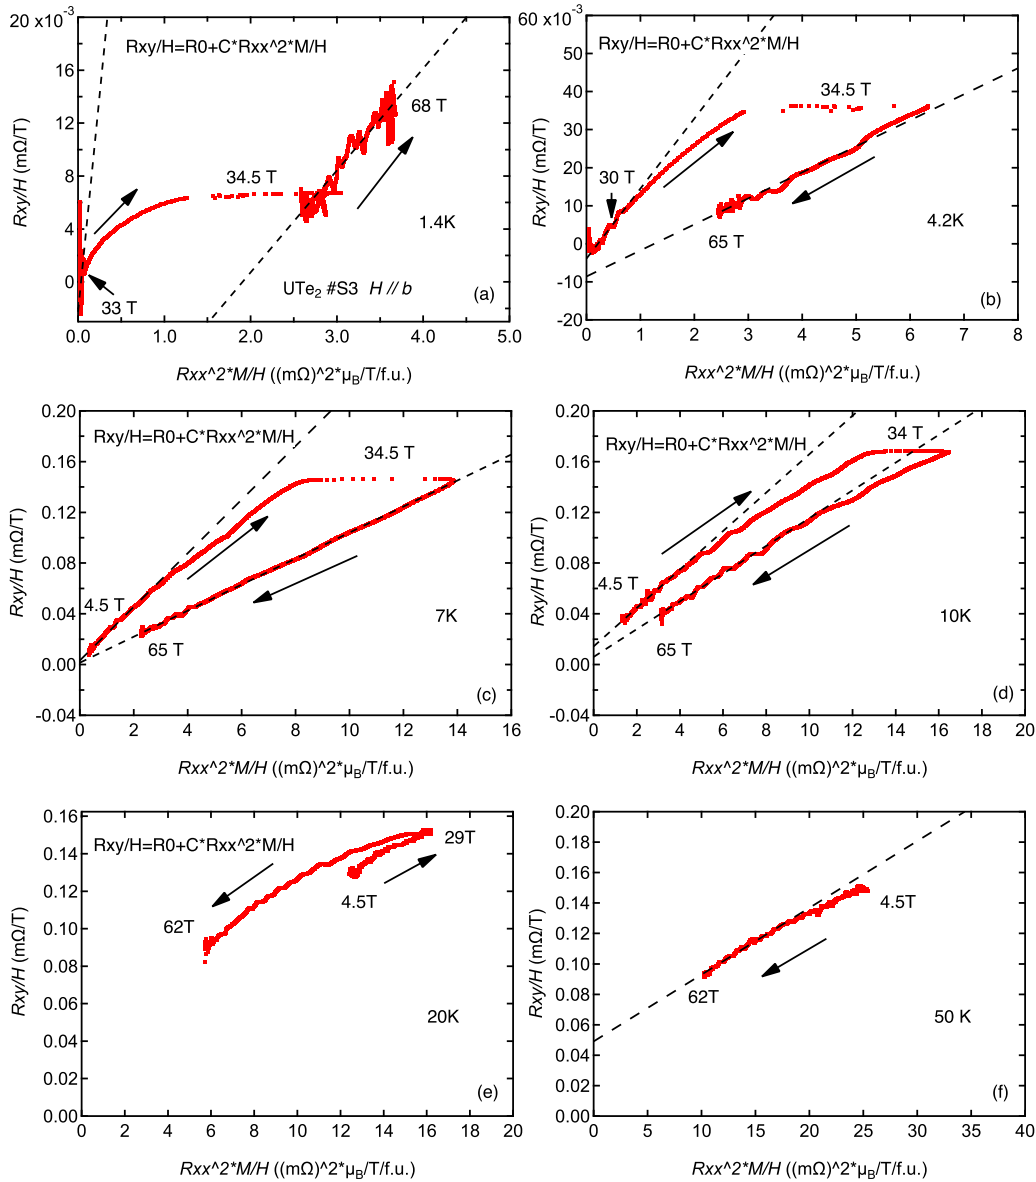 20 x10⁻³
Rxy/H=R0+C*Rxx^2*M/H
16
12
8
4
0
Rxy/H (mΩ/T)
68 T
34.5 T
1.4K
33 T
UTe₂ #S3 H // b
(a)
0.0 1.0 2.0 3.0 4.0 5.0
Rxx^2*M/H ((mΩ)^2*µB/T/f.u.)
60 x10⁻³
Rxy/H=R0+C*Rxx^2*M/H
40
20
0
-20
Rxy/H (mΩ/T)
34.5 T
30 T
65 T
4.2K
(b)
0 1 2 3 4 5 6 7 8
Rxx^2*M/H ((mΩ)^2*µB/T/f.u.)
0.20
Rxy/H=R0+C*Rxx^2*M/H
0.16
0.12
0.08
0.04
0.00
-0.04
Rxy/H (mΩ/T)
34.5 T
4.5 T
65 T
7K
(c)
0 2 4 6 8 10 12 14 16
Rxx^2*M/H ((mΩ)^2*µB/T/f.u.)
0.20
Rxy/H=R0+C*Rxx^2*M/H
0.16
0.12
0.08
0.04
0.00
-0.04
Rxy/H (mΩ/T)
34 T
4.5 T
65 T
10K
(d)
0 2 4 6 8 10 12 14 16 18 20
Rxx^2*M/H ((mΩ)^2*µB/T/f.u.)
0.16
Rxy/H=R0+C*Rxx^2*M/H
0.14
0.12
0.10
0.08
0.06
0.04
0.02
0.00
Rxy/H (mΩ/T)
29T
4.5T
62T
20K
(e)
0 2 4 6 8 10 12 14 16 18 20
Rxx^2*M/H ((mΩ)^2*µB/T/f.u.)
0.20
0.18
0.16
0.14
0.12
0.10
0.08
0.06
0.04
0.02
0.00
Rxy/H (mΩ/T)
4.5T
62T
50 K
(f)
0 5 10 15 20 25 30 35 40
Rxx^2*M/H ((mΩ)^2*µB/T/f.u.)